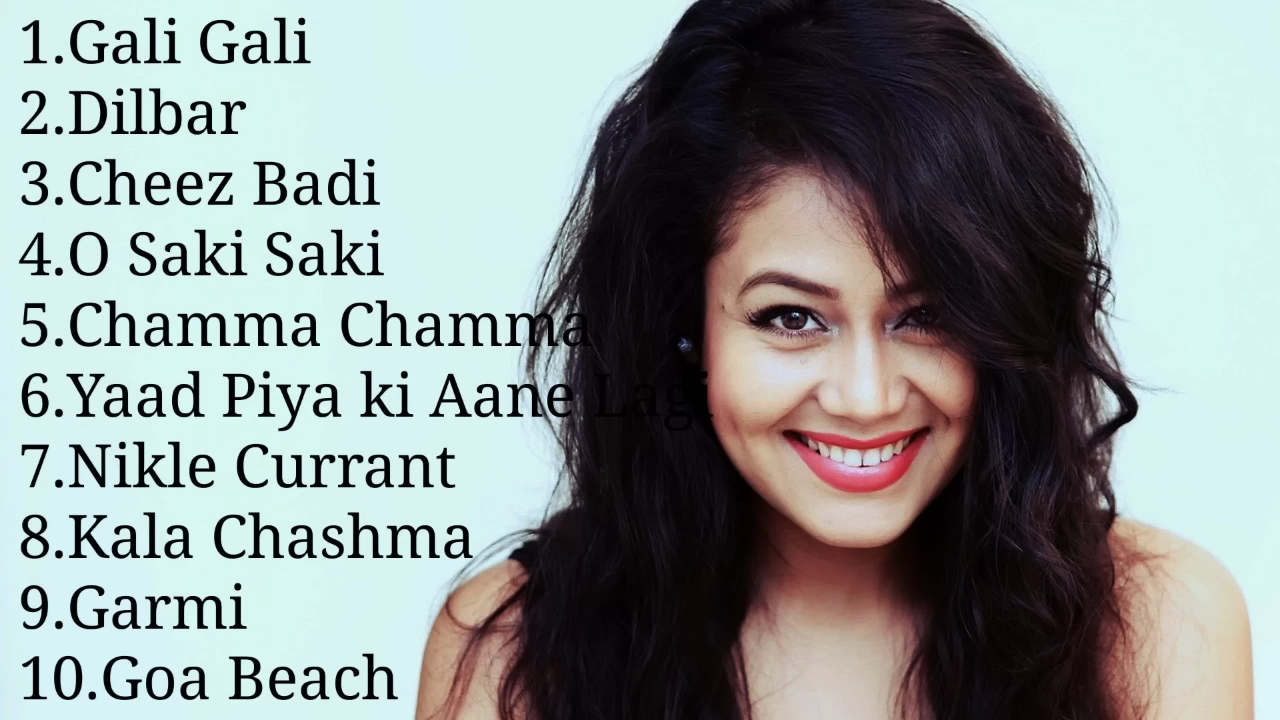 1.Gali Gali
2.Dilbar
3.Cheez Badi
4.O Saki Saki
5.Chamma Chamma
6.Yaad Piya ki Aane Lagi
7.Nikle Currant
8.Kala Chashma
9.Garmi
10.Goa Beach